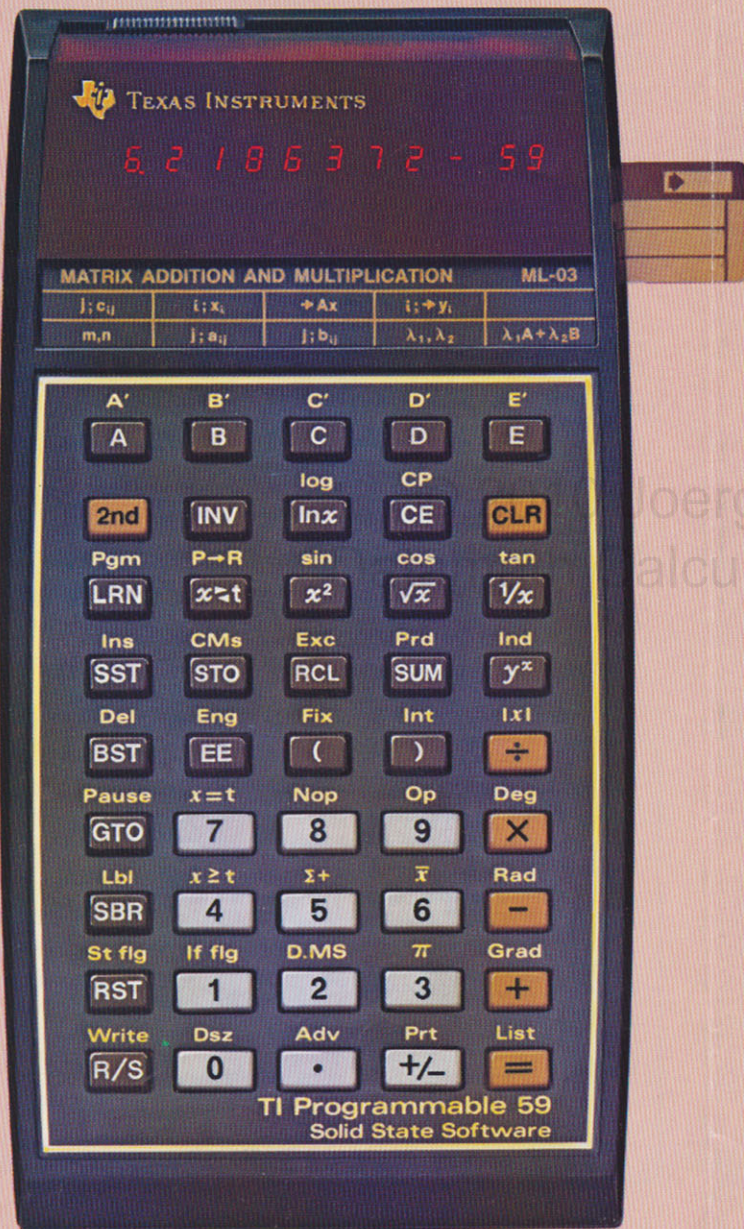 TEXAS INSTRUMENTS
6.2186372-59
MATRIX ADDITION AND MULTIPLICATION ML-03
j;cᵢⱼ i;xᵢ →Ax i;→yᵢ
m,n j;aᵢⱼ j;bᵢⱼ λ₁,λ₂ λ₁A+λ₂B
A' B' C' D' E'
A B C D E
log CP
2nd INV lnx CE CLR
Pgm P→R sin cos tan
LRN x⇄t x² √x 1/x
Ins CMs Exc Prd Ind
SST STO RCL SUM yˣ
Del Eng Fix Int |x|
BST EE ( ) ÷
Pause x=t Nop Op Deg
GTO 7 8 9 ×
Lbl x≥t Σ+ x̄ Rad
SBR 4 5 6 −
St flg If flg D.MS π Grad
RST 1 2 3 +
Write Dsz Adv Prt List
R/S 0 . +/− =
TI Programmable 59
Solid State Software
Joerg